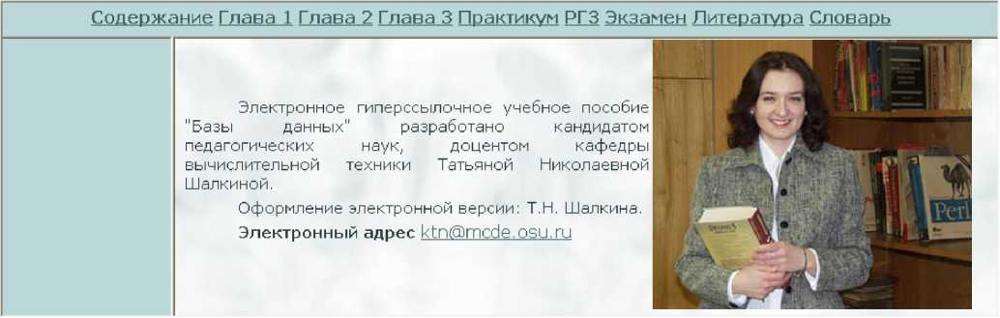 Содержание Глава 1 Глава 2 Глава 3 Практикум РГЗ Экзамен Литература Словарь
Электронное гиперссылочное учебное пособие
"Базы данных" разработано кандидатом
педагогических наук, доцентом кафедры
вычислительной техники Татьяной Николаевной
Шалкиной.
Оформление электронной версии: Т.Н. Шалкина.
Электронный адрес ktn@mcde.osu.ru
Perl